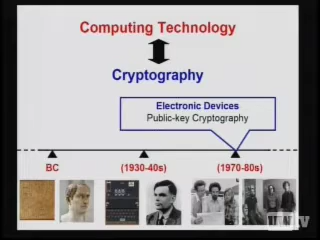 Computing Technology
Cryptography
Electronic Devices
Public-key Cryptography
BC
(1930-40s)
(1970-80s)